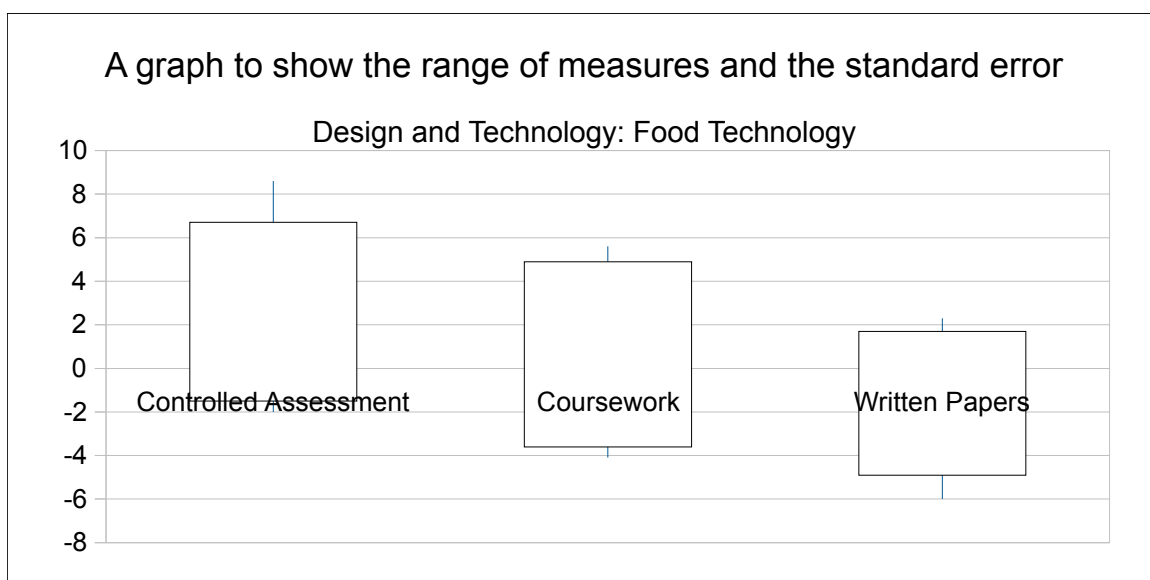 A graph to show the range of measures and the standard error
Design and Technology: Food Technology
10
8
6
4
2
0
-2
-4
-6
-8
Controlled Assessment
Coursework
Written Papers